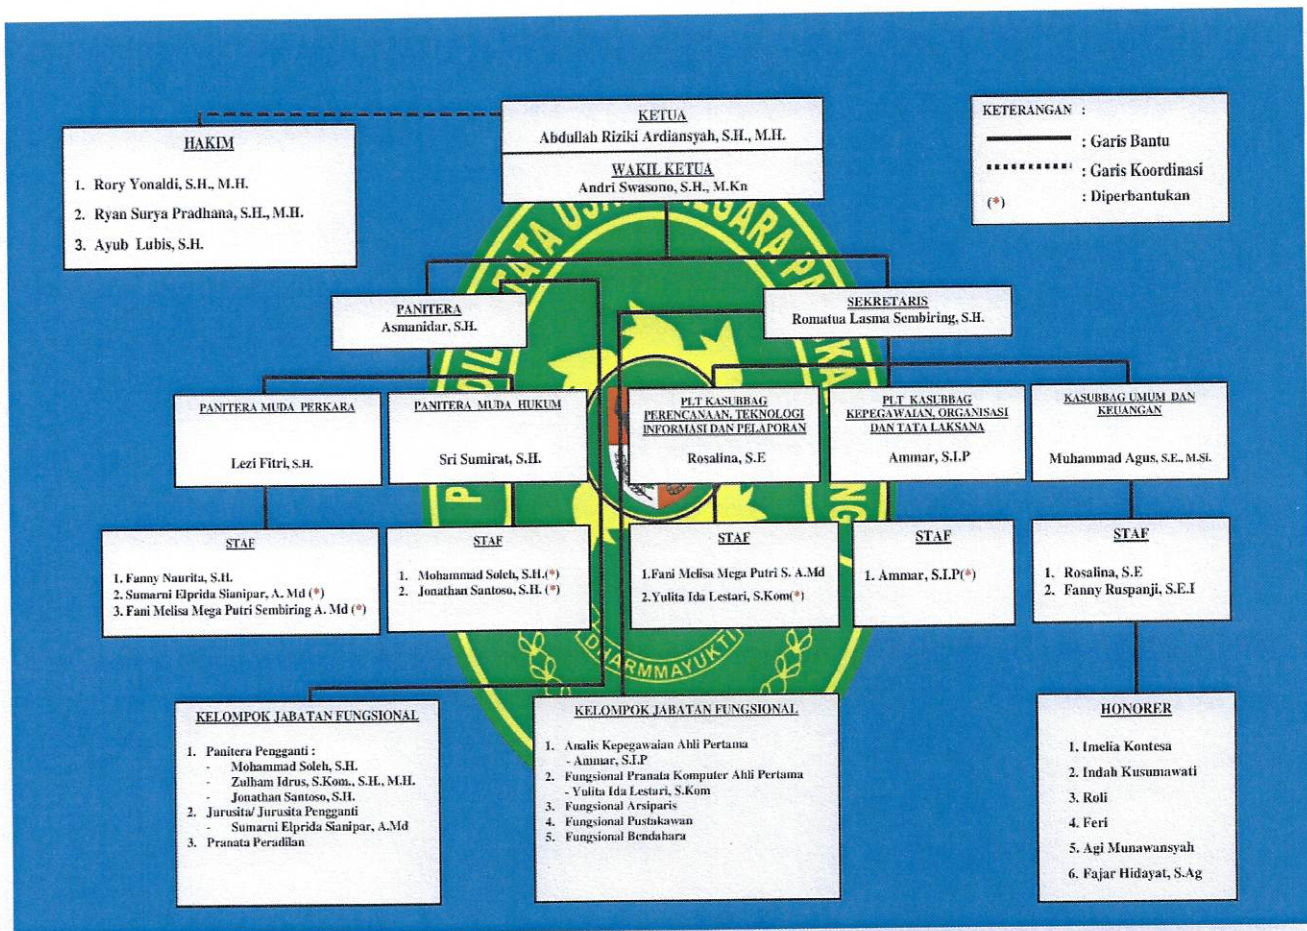 KETUA
Abdullah Riziki Ardiansyah, S.H., M.H.
WAKIL KETUA
Andri Swasono, S.H., M.Kn
KETERANGAN :
: Garis Bantu
: Garis Koordinasi
(*) : Diperbantukan
HAKIM
1. Rory Yonaldi, S.H., M.H.
2. Ryan Surya Pradhana, S.H., M.H.
3. Ayub Lubis, S.H.
PANITERA
Asmanidar, S.H.
SEKRETARIS
Romatua Lasma Sembiring, S.H.
PANITERA MUDA PERKARA
Lezi Fitri, S.H.
PANITERA MUDA HUKUM
Sri Sumirat, S.H.
PLT KASUBBAG
PERENCANAAN, TEKNOLOGI
INFORMASI DAN PELAPORAN
Rosalina, S.E
PLT KASUBBAG
KEPEGAWAIAN, ORGANISASI
DAN TATA LAKSANA
Ammar, S.I.P
KASUBBAG UMUM DAN
KEUANGAN
Muhammad Agus, S.E., M.Si.
STAF
1. Fanny Naurita, S.H.
2. Sumarni Elprida Sianipar, A. Md (*)
3. Fani Melisa Mega Putri Sembiring A. Md (*)
STAF
1. Mohammad Soleh, S.H.(*)
2. Jonathan Santoso, S.H. (*)
STAF
1.Fani Melisa Mega Putri S. A.Md
2.Yulita Ida Lestari, S.Kom(*)
STAF
1. Ammar, S.I.P(*)
STAF
1. Rosalina, S.E
2. Fanny Ruspanji, S.E.I
DHARMMAYUKTI
KELOMPOK JABATAN FUNGSIONAL
1. Panitera Pengganti :
- Mohammad Soleh, S.H.
- Zulham Idrus, S.Kom., S.H., M.H.
- Jonathan Santoso, S.H.
2. Jurusita/ Jurusita Pengganti
- Sumarni Elprida Sianipar, A.Md
3. Pranata Peradilan
KELOMPOK JABATAN FUNGSIONAL
1. Analis Kepegawaian Ahli Pertama
- Ammar, S.I.P
2. Fungsional Pranata Komputer Ahli Pertama
- Yulita Ida Lestari, S.Kom
3. Fungsional Arsiparis
4. Fungsional Pustakawan
5. Fungsional Bendahara
HONORER
1. Imelia Kontesa
2. Indah Kusumawati
3. Roli
4. Feri
5. Agi Munawansyah
6. Fajar Hidayat, S.Ag